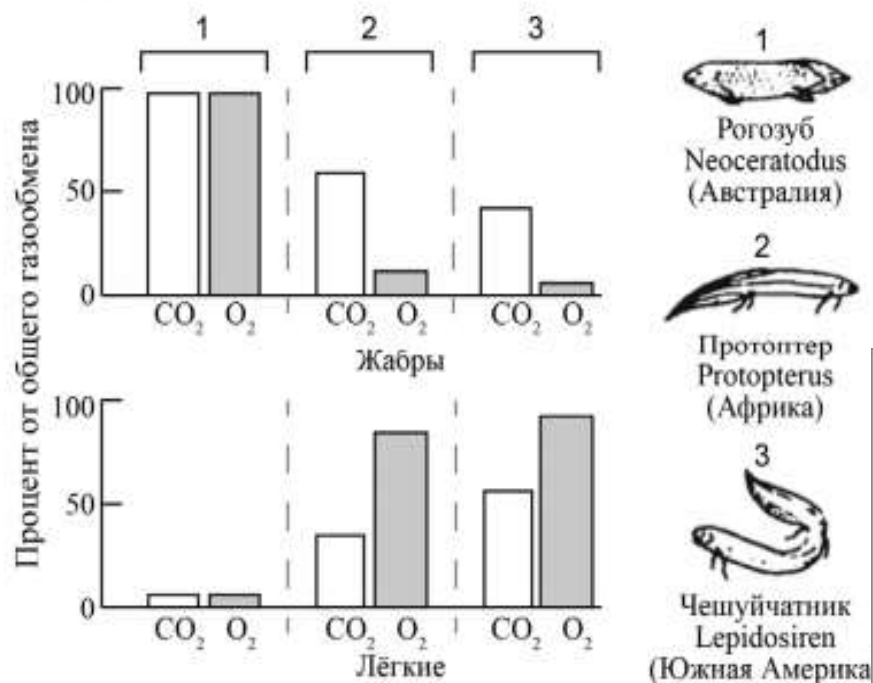 Процент от общего газообмена
1 2 3
100
50
0
CO₂ O₂ CO₂ O₂ CO₂ O₂
Жабры
100
50
0
CO₂ O₂ CO₂ O₂ CO₂ O₂
Лёгкие
1
Рогозуб
Neoceratodus
(Австралия)
2
Протоптер
Protopterus
(Африка)
3
Чешуйчатник
Lepidosiren
(Южная Америка